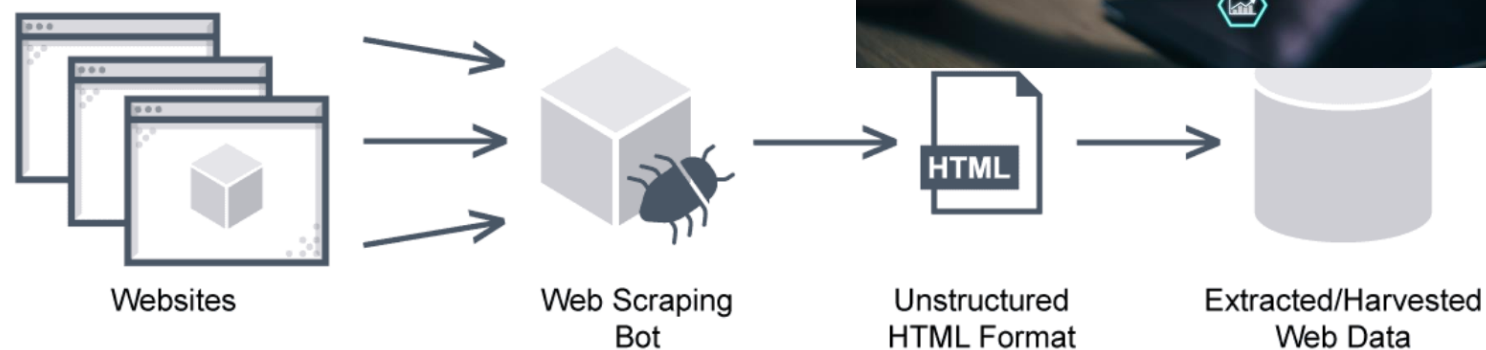 HTML
Websites
Web Scraping
Bot
Unstructured
HTML Format
Extracted/Harvested
Web Data